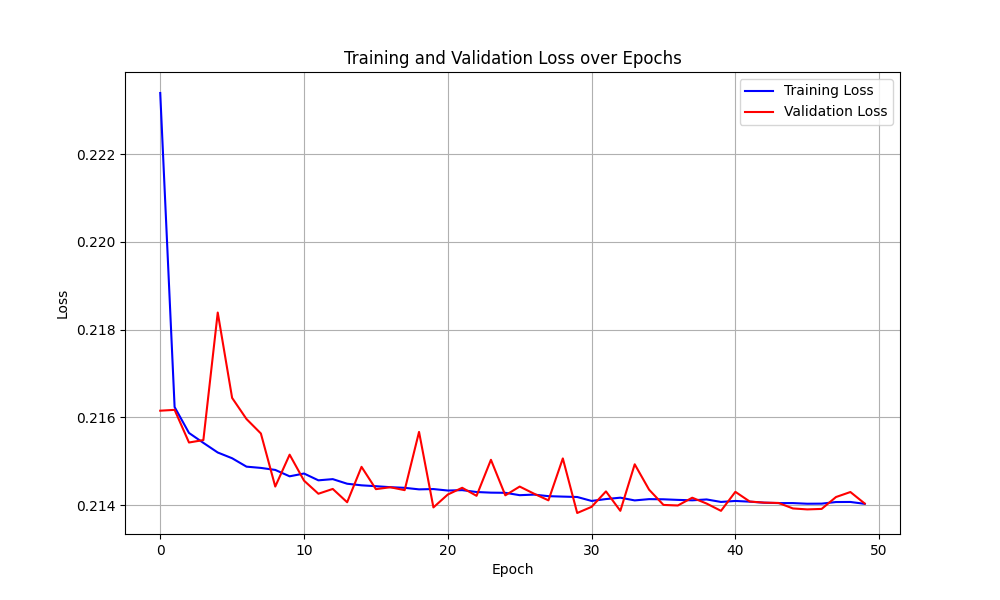 Training and Validation Loss over Epochs
Training Loss
Validation Loss
0.222
0.220
0.218
0.216
0.214
Loss
0 10 20 30 40 50
Epoch